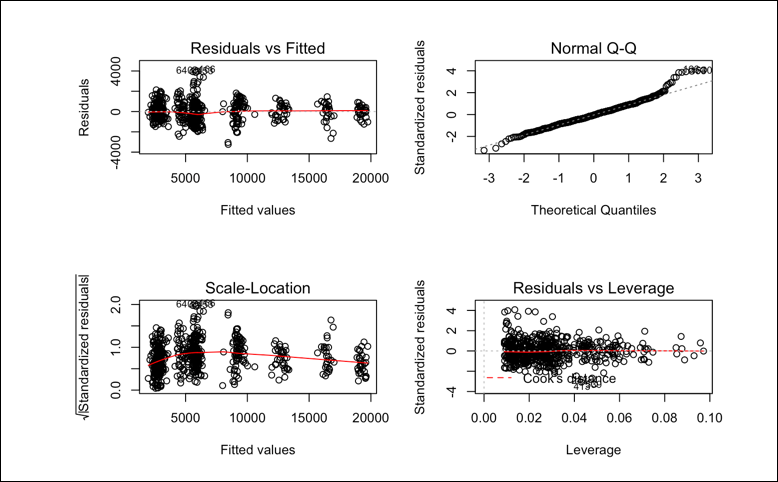 Residuals vs Fitted
Residuals
4000
0
-4000
5000
10000
15000
20000
Fitted values
Normal Q-Q
Standardized residuals
4
2
0
-2
-3
-2
-1
0
1
2
3
Theoretical Quantiles
Scale-Location
√|Standardized residuals|
2.0
1.0
0.0
5000
10000
15000
20000
Fitted values
Residuals vs Leverage
Standardized residuals
4
2
0
-4
Cook's distance
0.00
0.02
0.04
0.06
0.08
0.10
Leverage